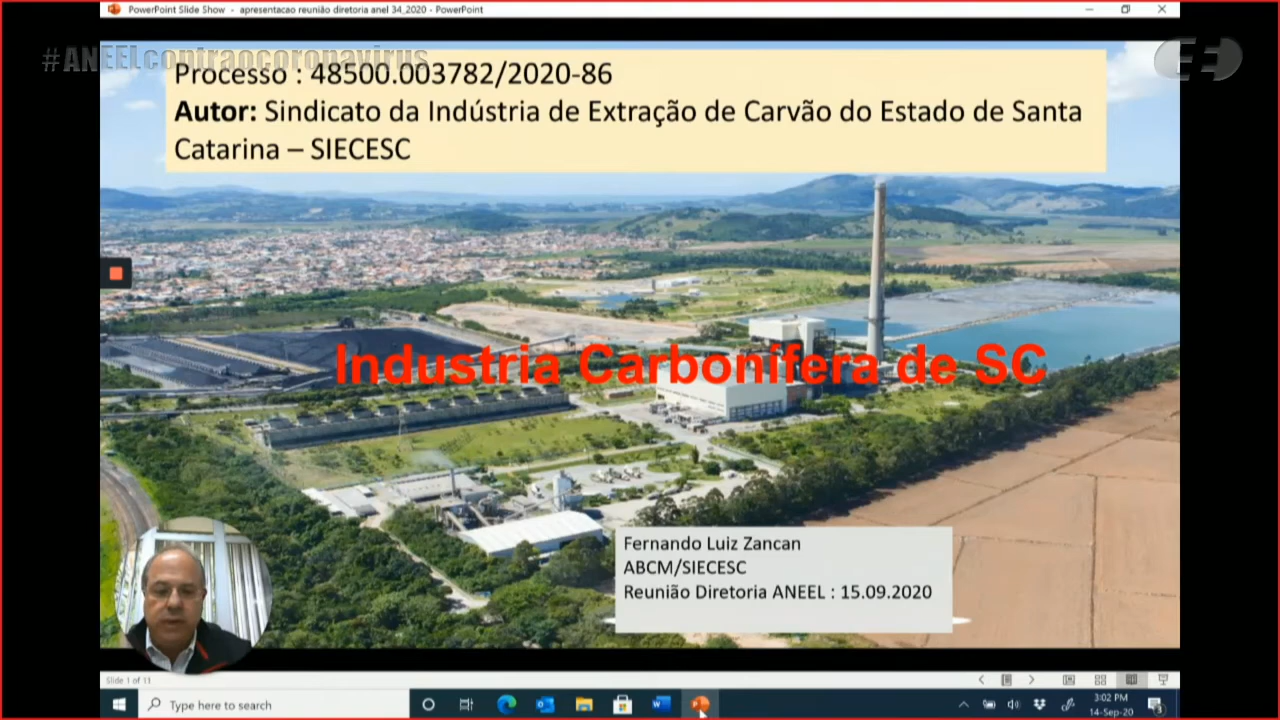 PowerPoint Slide Show - apresentacao reunião diretoria anel 34_2020 - PowerPoint
#ANEELcontraocoronavirus
Processo : 48500.003782/2020-86
Autor: Sindicato da Indústria de Extração de Carvão do Estado de Santa
Catarina – SIECESC
Industria Carbonífera de SC
Fernando Luiz Zancan
ABCM/SIECESC
Reunião Diretoria ANEEL : 15.09.2020
Slide 1 of 11
Type here to search
3:02 PM
14-Sep-20
3